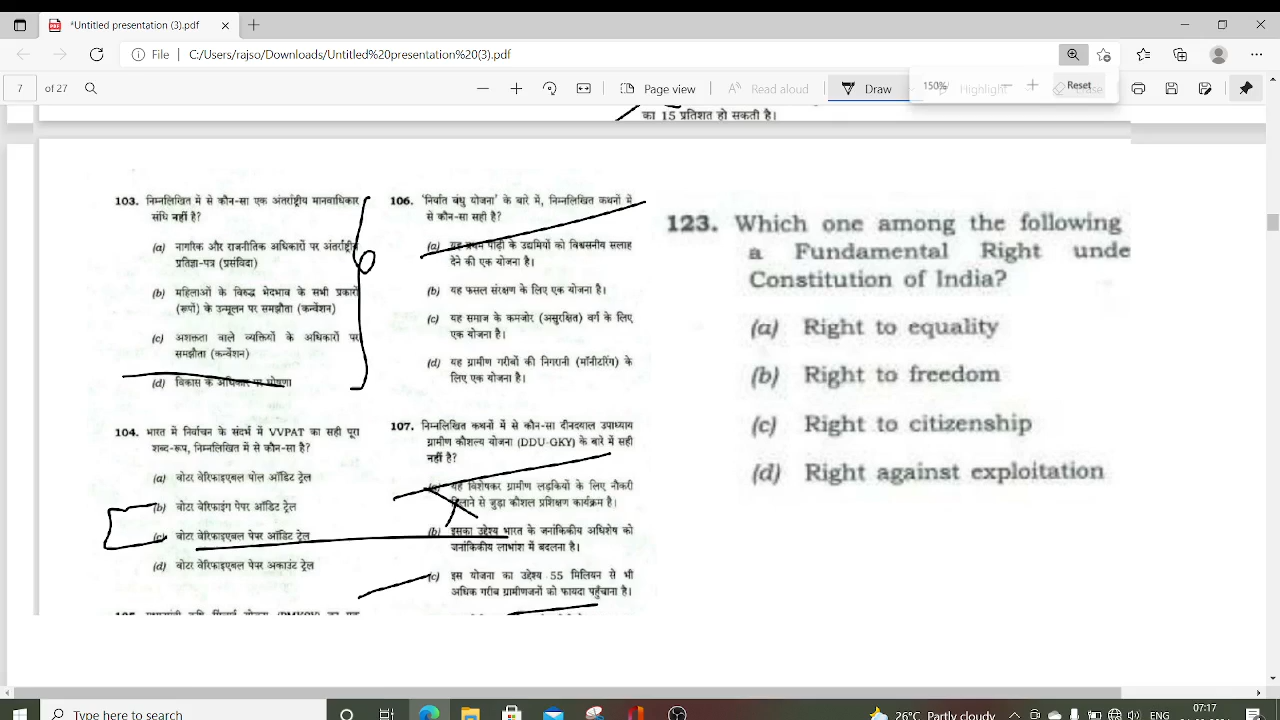 *Untitled presentation (3).pdf
File
C:/Users/rajso/Downloads/Untitled%20presentation%20(3).pdf
7
of 27
Page view
Read aloud
Draw
Highlight
Erase
150%
Reset
का 15 प्रतिशत हो सकती है।
103. निम्नलिखित में से कौन-सा एक अंतर्राष्ट्रीय मानवाधिकार
संधि नहीं है?
(a) नागरिक और राजनीतिक अधिकारों पर अंतर्राष्ट्रीय
प्रतिज्ञा-पत्र (प्रसंविदा)
(b) महिलाओं के विरुद्ध भेदभाव के सभी प्रकारों
(रूपों) के उन्मूलन पर समझौता (कन्वेंशन)
(c) अशक्तता वाले व्यक्तियों के अधिकारों पर
समझौता (कन्वेंशन)
(d) विकास के अधिकार पर घोषणा
104. भारत में निर्वाचन के संदर्भ में VVPAT का सही पूरा
शब्द-रूप, निम्नलिखित में से कौन-सा है?
(a) वोटर वेरिफाइएबल पोल ऑडिट ट्रेल
(b) वोटर वेरिफाइंग पेपर ऑडिट ट्रेल
(c) वोटर वेरिफाइएबल पेपर ऑडिट ट्रेल
(d) वोटर वेरिफाइएबल पेपर अकाउंट ट्रेल
106. 'निर्यात बंधु योजना' के बारे में, निम्नलिखित कथनों में
से कौन-सा सही है?
(a) यह प्रथम पीढ़ी के उद्यमियों को विश्वसनीय सलाह
देने की एक योजना है।
(b) यह फसल संरक्षण के लिए एक योजना है।
(c) यह समाज के कमजोर (असुरक्षित) वर्ग के लिए
एक योजना है।
(d) यह ग्रामीण गरीबों की निगरानी (मॉनीटरिंग) के
लिए एक योजना है।
107. निम्नलिखित कथनों में से कौन-सा दीनदयाल उपाध्याय
ग्रामीण कौशल्य योजना (DDU-GKY) के बारे में सही
नहीं है?
(a) यह विशेषकर ग्रामीण लड़कियों के लिए नौकरी
दिलाने से जुड़ा कौशल प्रशिक्षण कार्यक्रम है।
(b) इसका उद्देश्य भारत के जनांकिकीय अधिशेष को
जनांकिकीय लाभांश में बदलना है।
(c) इस योजना का उद्देश्य 55 मिलियन से भी
अधिक गरीब ग्रामीणजनों को फायदा पहुँचाना है।
123. Which one among the following
a Fundamental Right unde
Constitution of India?
(a) Right to equality
(b) Right to freedom
(c) Right to citizenship
(d) Right against exploitation
Type here to search
26°C Partly cloudy
ENG
07:17